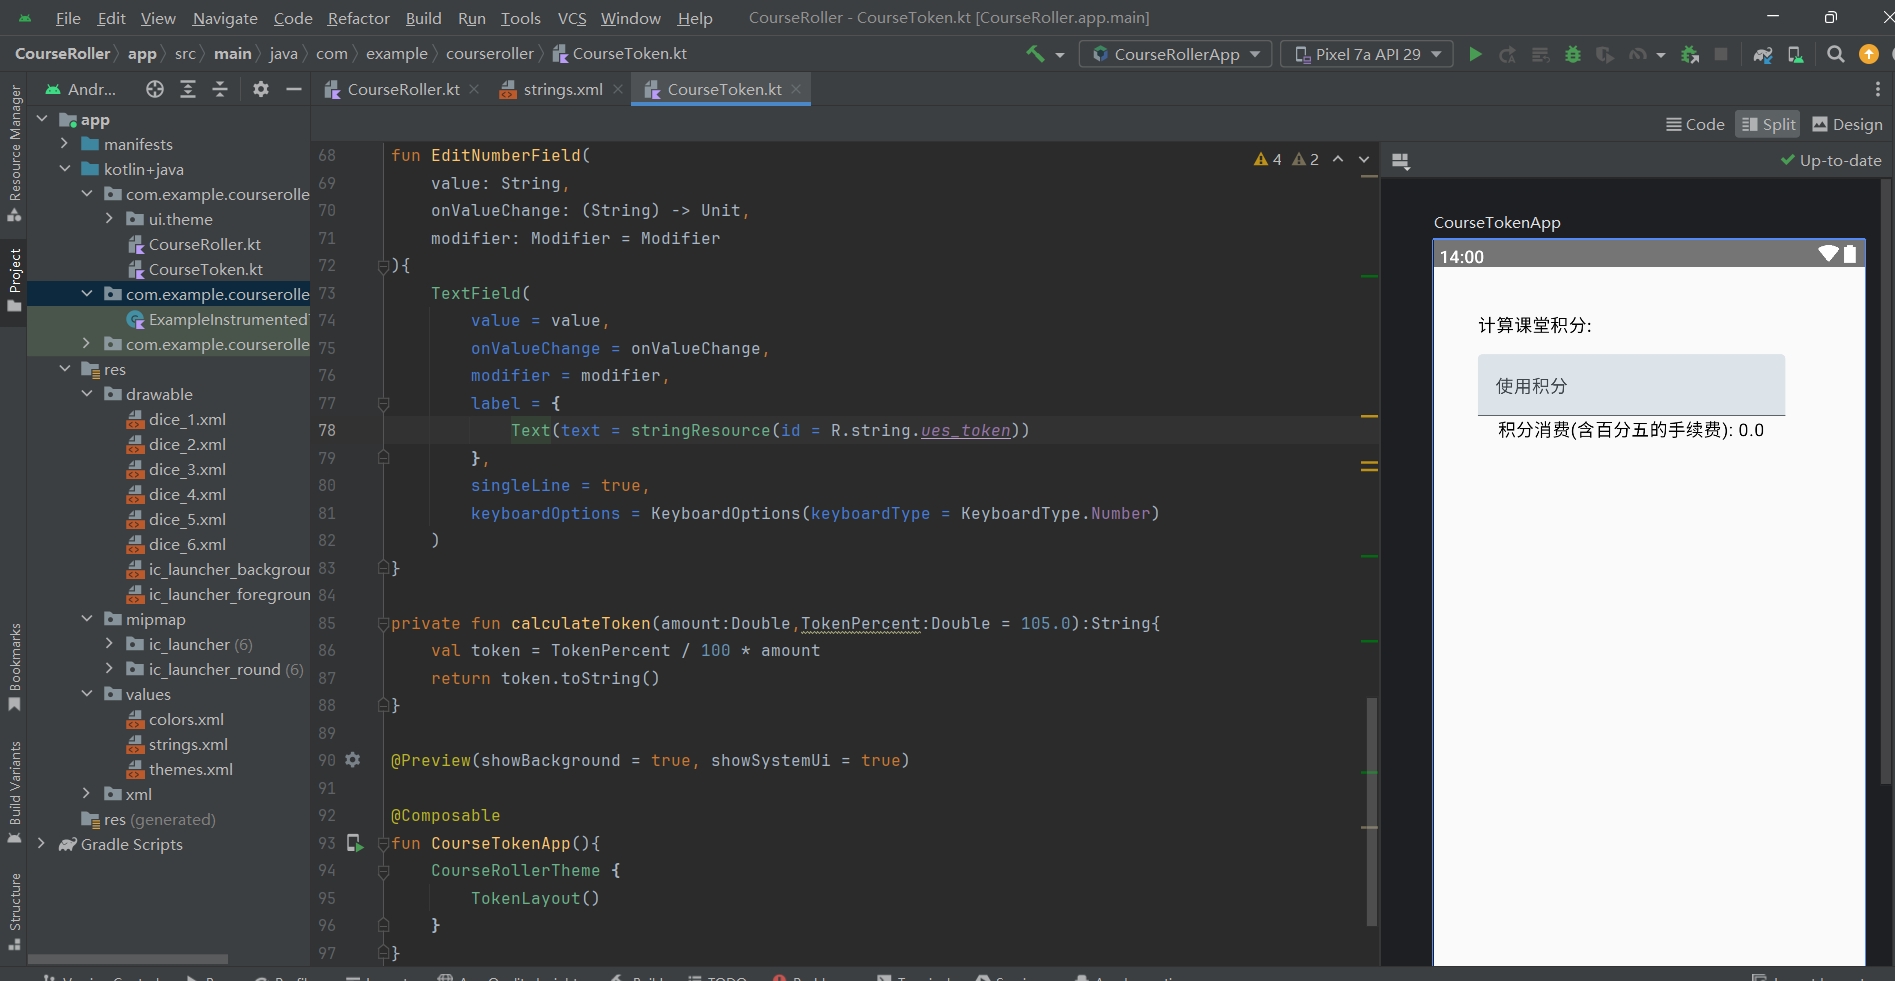 File Edit View Navigate Code Refactor Build Run Tools VCS Window Help CourseRoller - CourseToken.kt [CourseRoller.app.main]
CourseRoller app src main java com example courseroller CourseToken.kt CourseRollerApp Pixel 7a API 29
Andr... CourseRoller.kt strings.xml CourseToken.kt
Code Split Design
4 2 Up-to-date
Resource Manager
Project
Bookmarks
Build Variants
Structure
app
manifests
kotlin+java
com.example.courserolle
ui.theme
CourseRoller.kt
CourseToken.kt
com.example.courserolle
ExampleInstrumented
com.example.courserolle
res
drawable
dice_1.xml
dice_2.xml
dice_3.xml
dice_4.xml
dice_5.xml
dice_6.xml
ic_launcher_backgrour
ic_launcher_foregroun
mipmap
ic_launcher (6)
ic_launcher_round (6)
values
colors.xml
strings.xml
themes.xml
xml
res (generated)
Gradle Scripts
68 fun EditNumberField(
69 value: String,
70 onValueChange: (String) -> Unit,
71 modifier: Modifier = Modifier
72 ){
73 TextField(
74 value = value,
75 onValueChange = onValueChange,
76 modifier = modifier,
77 label = {
78 Text(text = stringResource(id = R.string.ues_token))
79 },
80 singleLine = true,
81 keyboardOptions = KeyboardOptions(keyboardType = KeyboardType.Number)
82 )
83 }
84
85 private fun calculateToken(amount:Double,TokenPercent:Double = 105.0):String{
86 val token = TokenPercent / 100 * amount
87 return token.toString()
88 }
89
90 @Preview(showBackground = true, showSystemUi = true)
91
92 @Composable
93 fun CourseTokenApp(){
94 CourseRollerTheme {
95 TokenLayout()
96 }
97 }
CourseTokenApp
14:00
计算课堂积分:
使用积分
积分消费(含百分五的手续费): 0.0